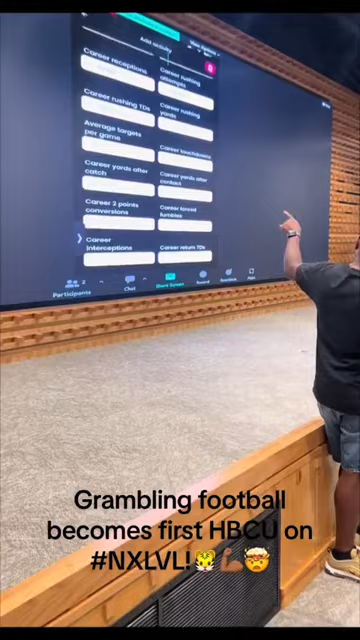 Add activity
Career receptions
Career rushing attempts
Career rushing TDs
Career rushing yards
Average targets per game
Career touchdowns
Career yards after catch
Career yards after contact
Career 2 points conversions
Career forced fumbles
Career interceptions
Career return TDs
Participants
Chat
Share Screen
Record
Reactions
Apps
Grambling football
becomes first HBCU on
#NXLVL!🐯💪🏾🤯